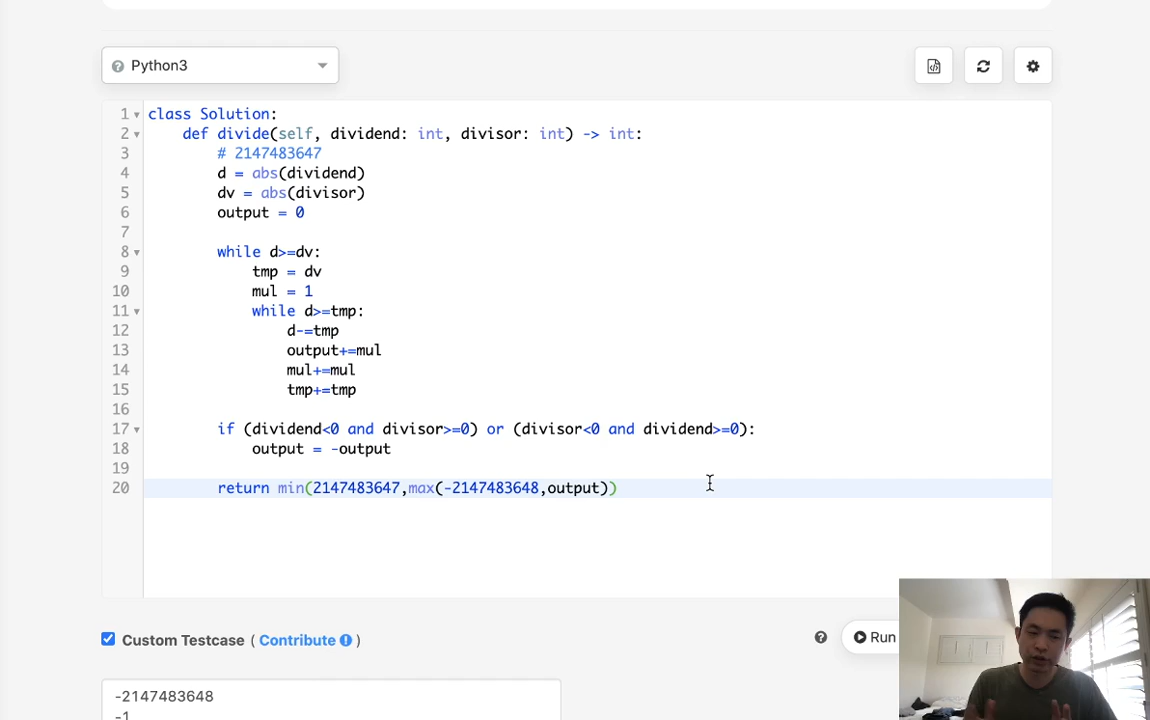 Python3
1 class Solution:
2 def divide(self, dividend: int, divisor: int) -> int:
3 # 2147483647
4 d = abs(dividend)
5 dv = abs(divisor)
6 output = 0
7
8 while d>=dv:
9 tmp = dv
10 mul = 1
11 while d>=tmp:
12 d-=tmp
13 output+=mul
14 mul+=mul
15 tmp+=tmp
16
17 if (dividend<0 and divisor>=0) or (divisor<0 and dividend>=0):
18 output = -output
19
20 return min(2147483647,max(-2147483648,output))
Custom Testcase ( Contribute )
Run
-2147483648
-1